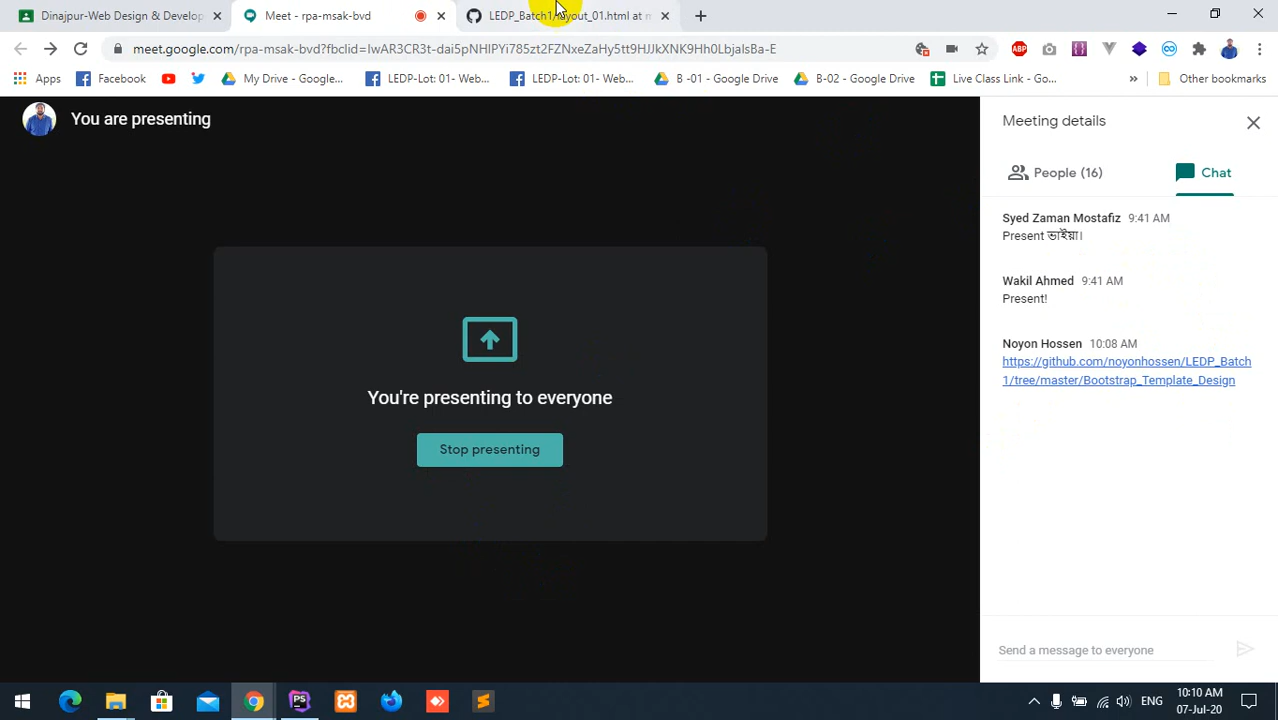 Dinajpur-Web Design & Develop
Meet - rpa-msak-bvd
LEDP_Batch1/layout_01.html at m
meet.google.com/rpa-msak-bvd?fbclid=IwAR3CR3t-dai5pNHIPYi785zt2FZNxeZaHy5tt9HJJkXNK9Hh0LbjaIsBa-E
Apps
Facebook
My Drive - Google...
LEDP-Lot: 01- Web...
LEDP-Lot: 01- Web...
B -01 - Google Drive
B-02 - Google Drive
Live Class Link - Go...
»
Other bookmarks
You are presenting
You're presenting to everyone
Stop presenting
Meeting details
People (16)
Chat
Syed Zaman Mostafiz 9:41 AM
Present ভাইয়া।
Wakil Ahmed 9:41 AM
Present!
Noyon Hossen 10:08 AM
https://github.com/noyonhossen/LEDP_Batch
1/tree/master/Bootstrap_Template_Design
Send a message to everyone
ABP
PS
ENG
10:10 AM
07-Jul-20